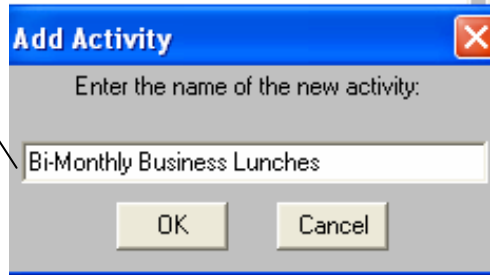 Add Activity
Enter the name of the new activity:
Bi-Monthly Business Lunches
OK Cancel